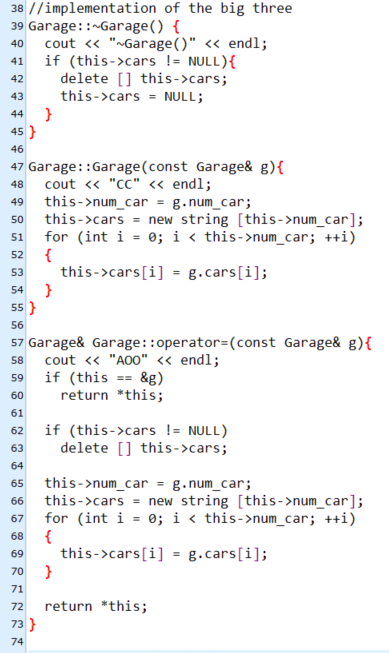 38 //implementation of the big three
39 Garage::~Garage() {
40   cout << "~Garage()" << endl;
41   if (this->cars != NULL){
42     delete [] this->cars;
43     this->cars = NULL;
44   }
45 }
46
47 Garage::Garage(const Garage& g){
48   cout << "CC" << endl;
49   this->num_car = g.num_car;
50   this->cars = new string [this->num_car];
51   for (int i = 0; i < this->num_car; ++i)
52   {
53     this->cars[i] = g.cars[i];
54   }
55 }
56
57 Garage& Garage::operator=(const Garage& g){
58   cout << "AOO" << endl;
59   if (this == &g)
60     return *this;
61
62   if (this->cars != NULL)
63     delete [] this->cars;
64
65   this->num_car = g.num_car;
66   this->cars = new string [this->num_car];
67   for (int i = 0; i < this->num_car; ++i)
68   {
69     this->cars[i] = g.cars[i];
70   }
71
72   return *this;
73 }
74